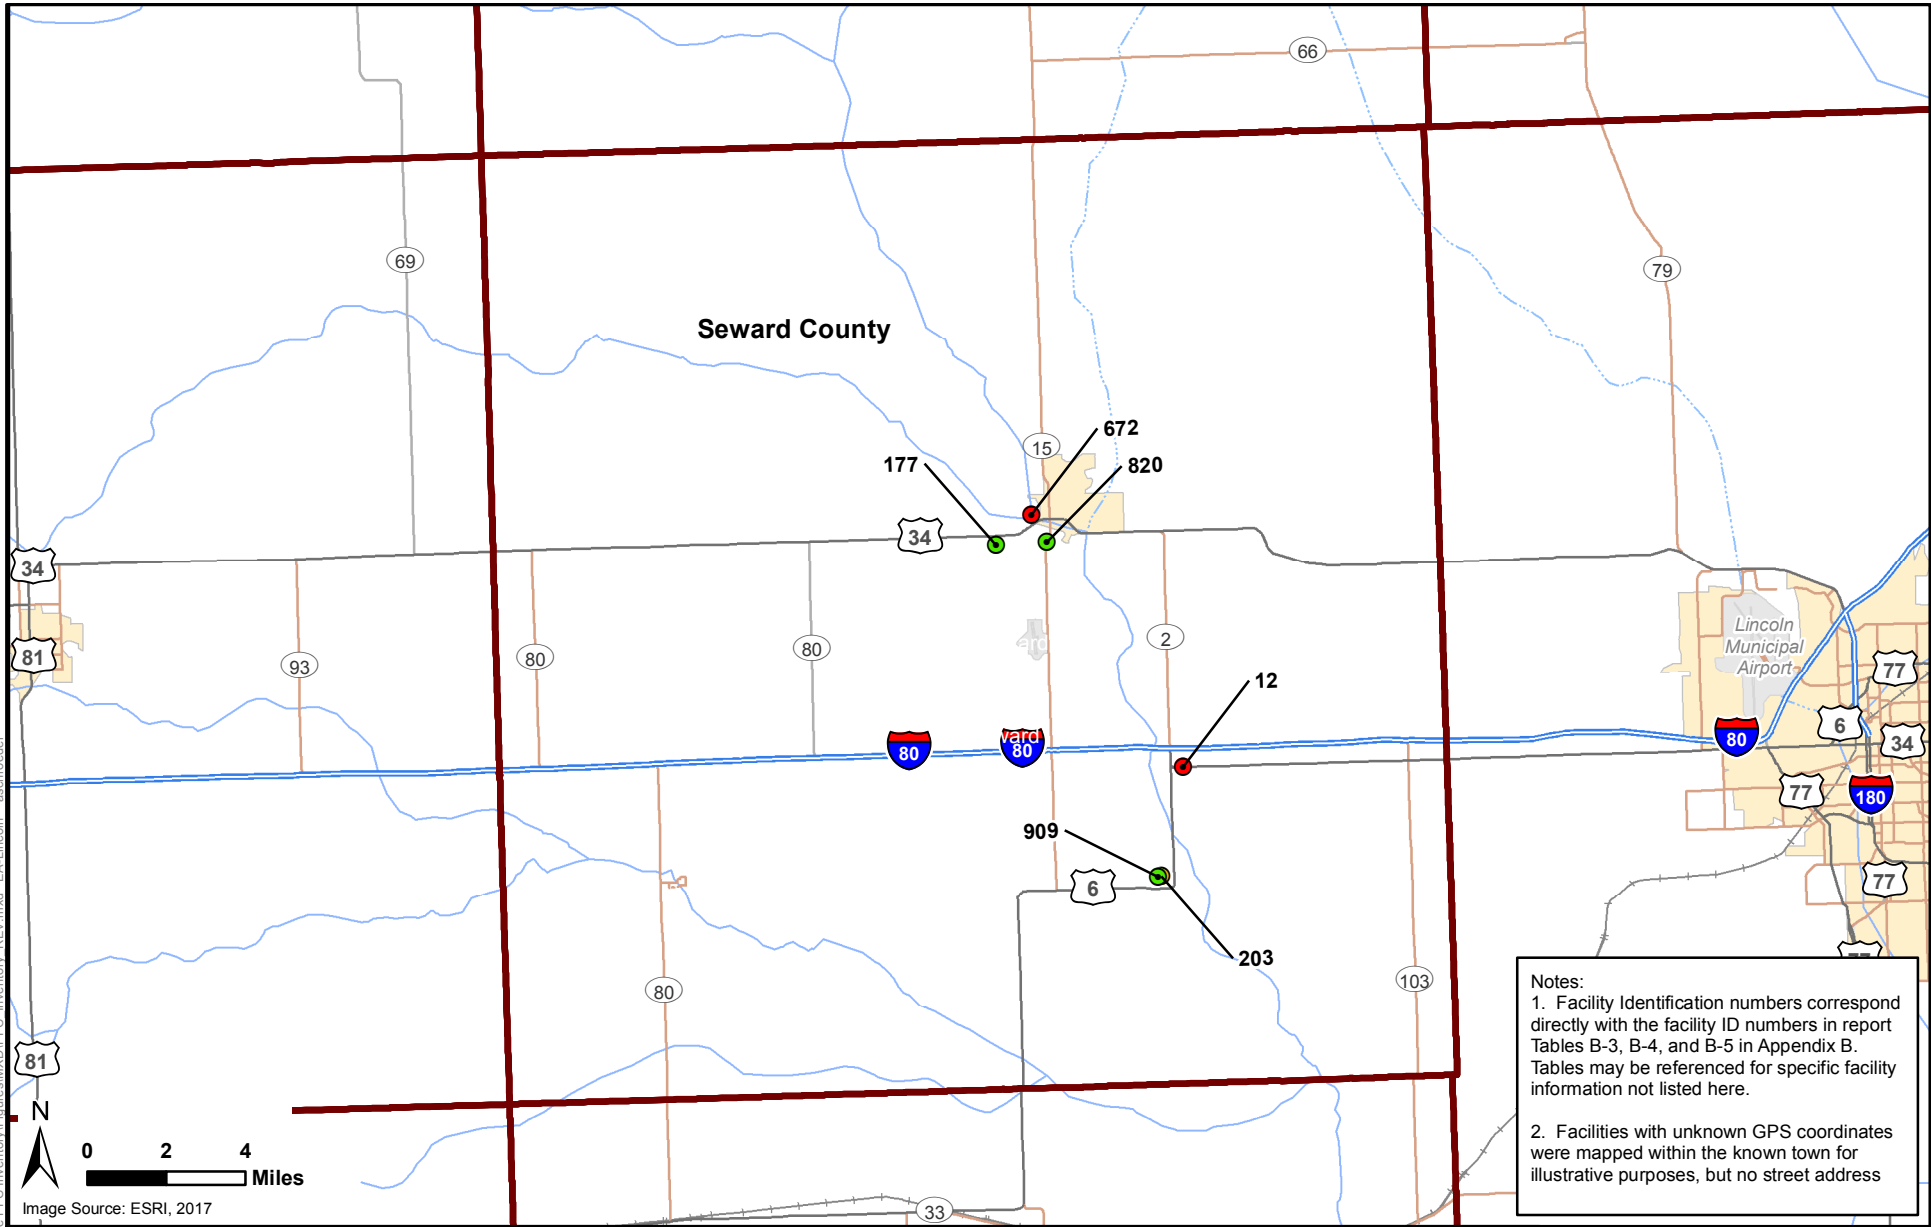 66
69
79
Seward County
672
15
820
177
34
34
81
93
80
80
2
Lincoln
Municipal
Airport
77
6
34
12
80
80
80
77
180
909
6
77
203
80
103
81
N
0 2 4
Miles
Image Source: ESRI, 2017
33
Notes:
1. Facility Identification numbers correspond
directly with the facility ID numbers in report
Tables B-3, B-4, and B-5 in Appendix B.
Tables may be referenced for specific facility
information not listed here.
2. Facilities with unknown GPS coordinates
were mapped within the known town for
illustrative purposes, but no street address